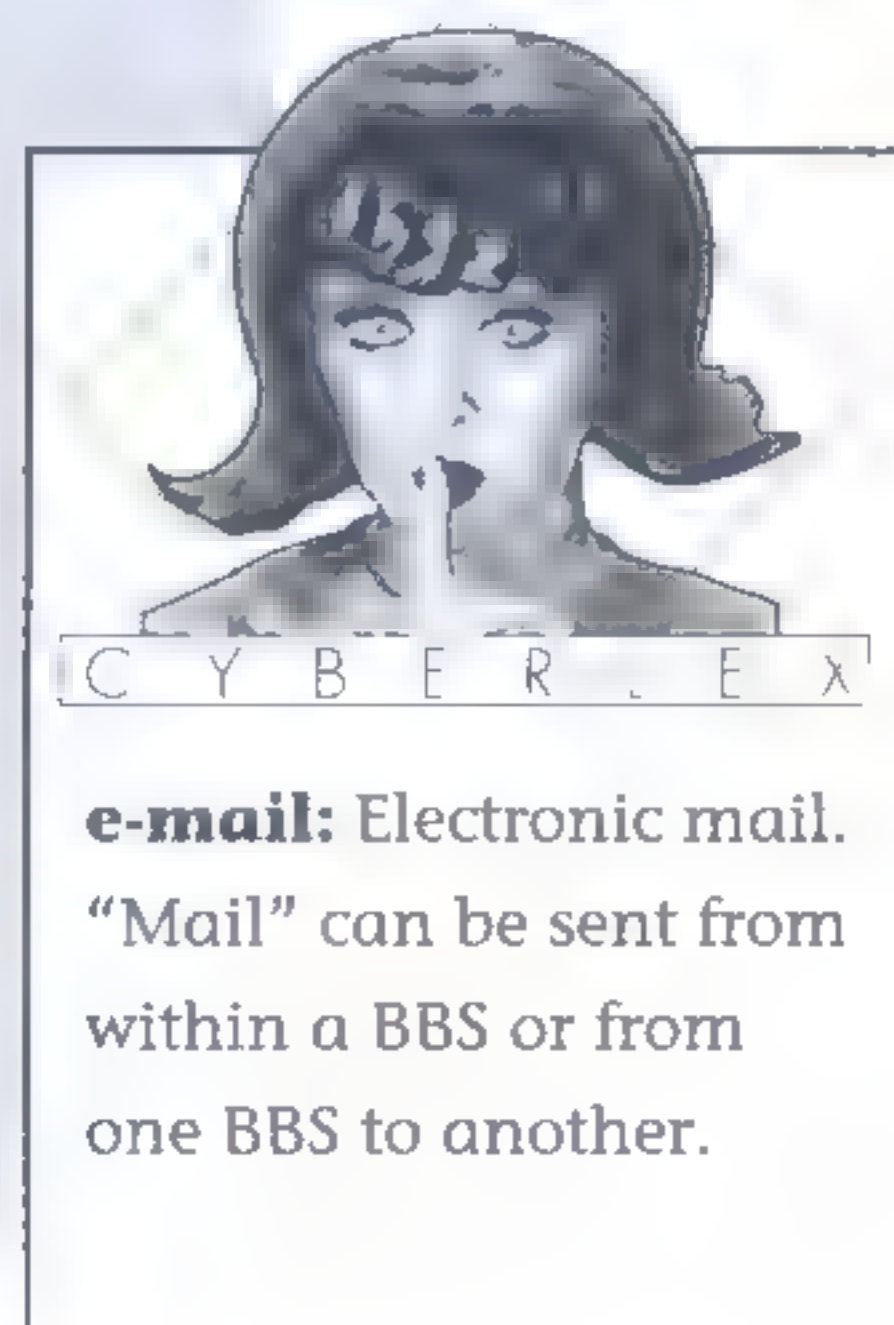 CYBER.EX
e-mail: Electronic mail.
“Mail” can be sent from
within a BBS or from
one BBS to another.